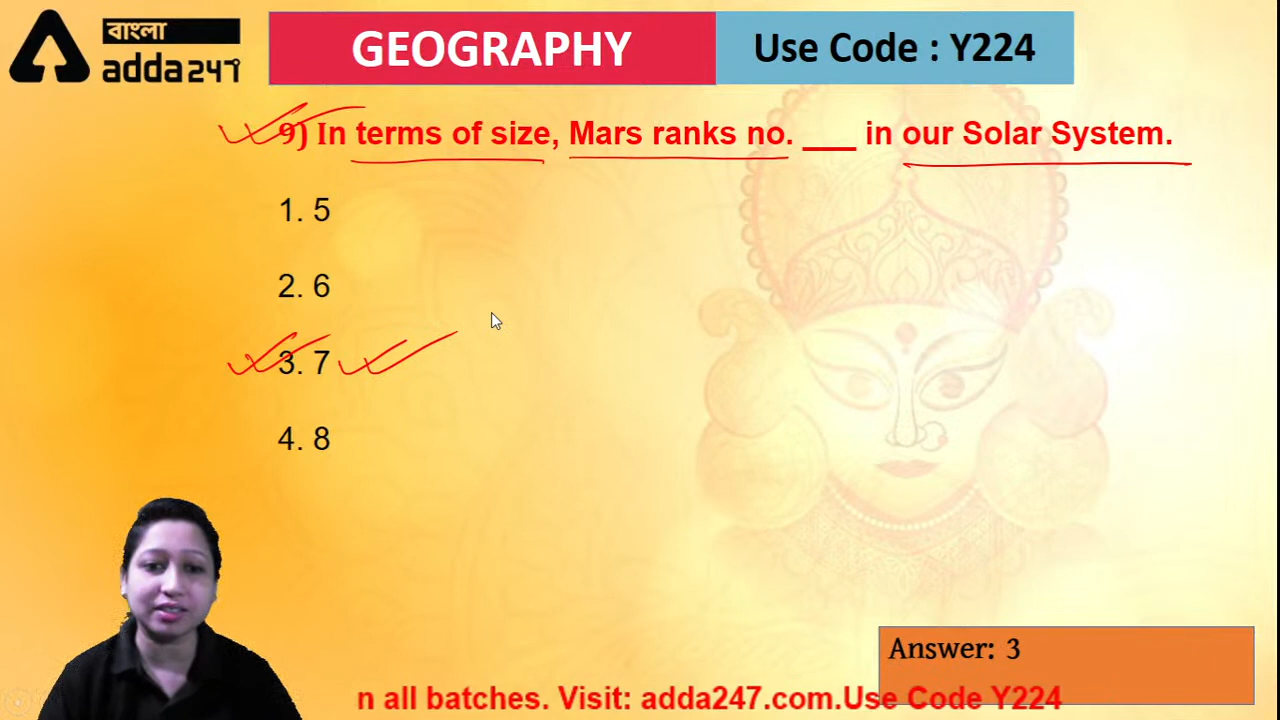 বাংলা
adda247
GEOGRAPHY
Use Code : Y224
9) In terms of size, Mars ranks no. ___ in our Solar System.
1. 5
2. 6
3. 7
4. 8
Answer: 3
n all batches. Visit: adda247.com.Use Code Y224